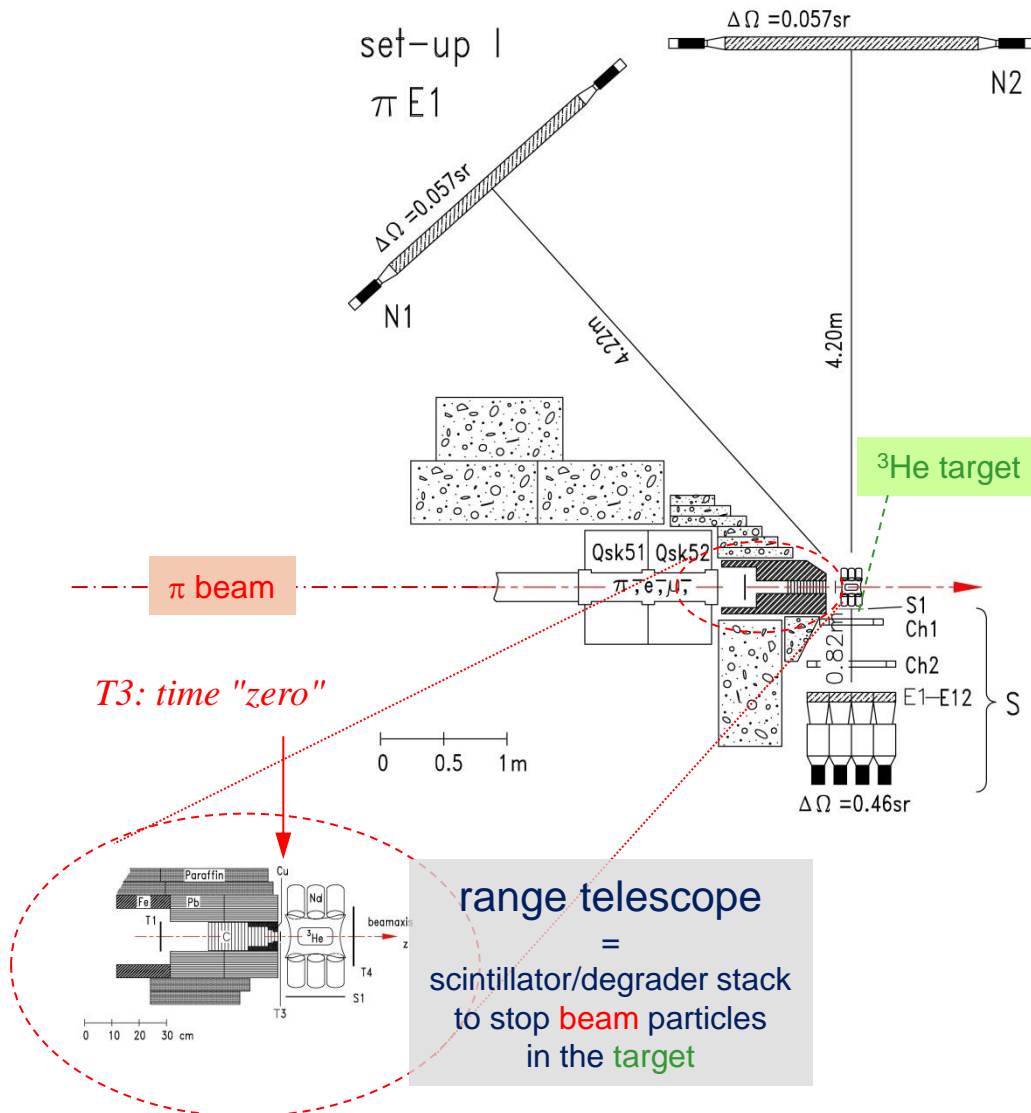 set-up I
π E1
ΔΩ =0.057sr
N2
ΔΩ =0.057sr
N1
4.22m
4.20m
³He target
Qsk51
Qsk52
π⁻,e⁻,μ⁻
π beam
S1
Ch1
0.82m
Ch2
E1-E12
S
ΔΩ =0.46sr
T3: time "zero"
0 0.5 1m
Paraffin
Cu
Fe
Pb
NaI
T1
C
³He
beamaxis
z
T4
S1
T3
0 10 20 30 cm
range telescope
=
scintillator/degrader stack
to stop beam particles
in the target